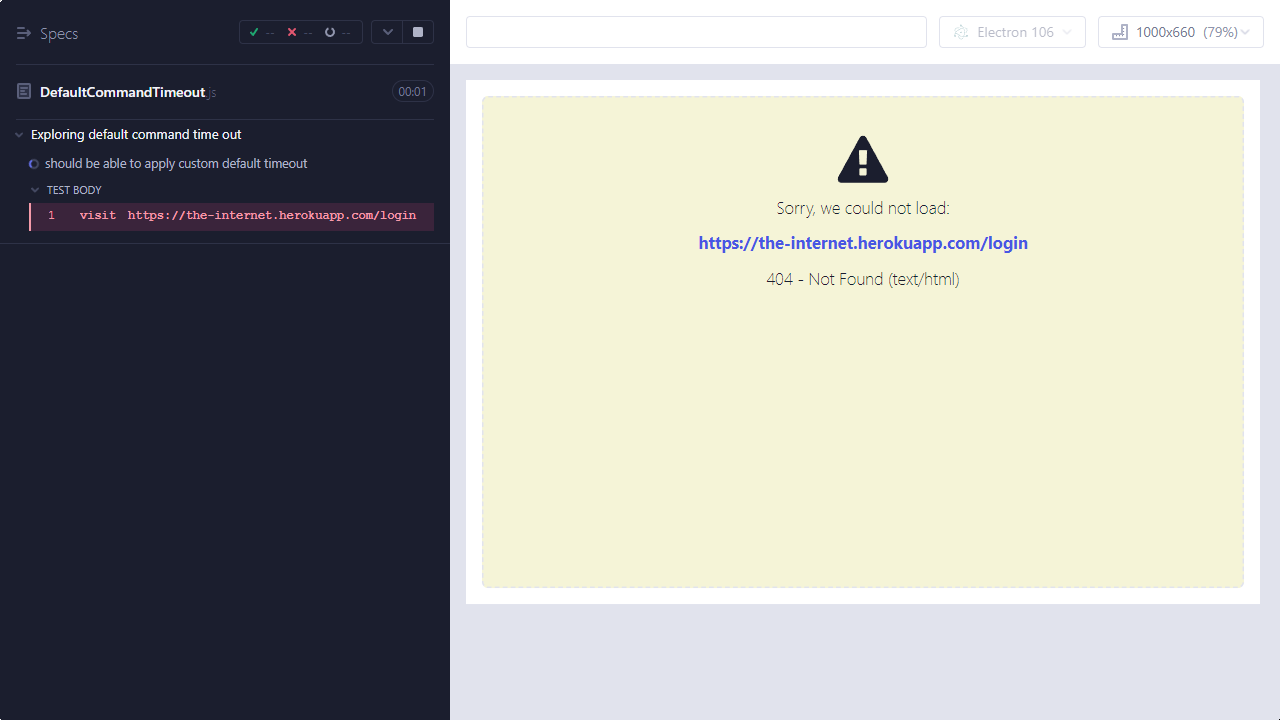 Specs
-- -- --
Electron 106
1000x660 (79%)
DefaultCommandTimeout.js
00:01
Exploring default command time out
should be able to apply custom default timeout
TEST BODY
1 visit https://the-internet.herokuapp.com/login
Sorry, we could not load:
https://the-internet.herokuapp.com/login
404 - Not Found (text/html)